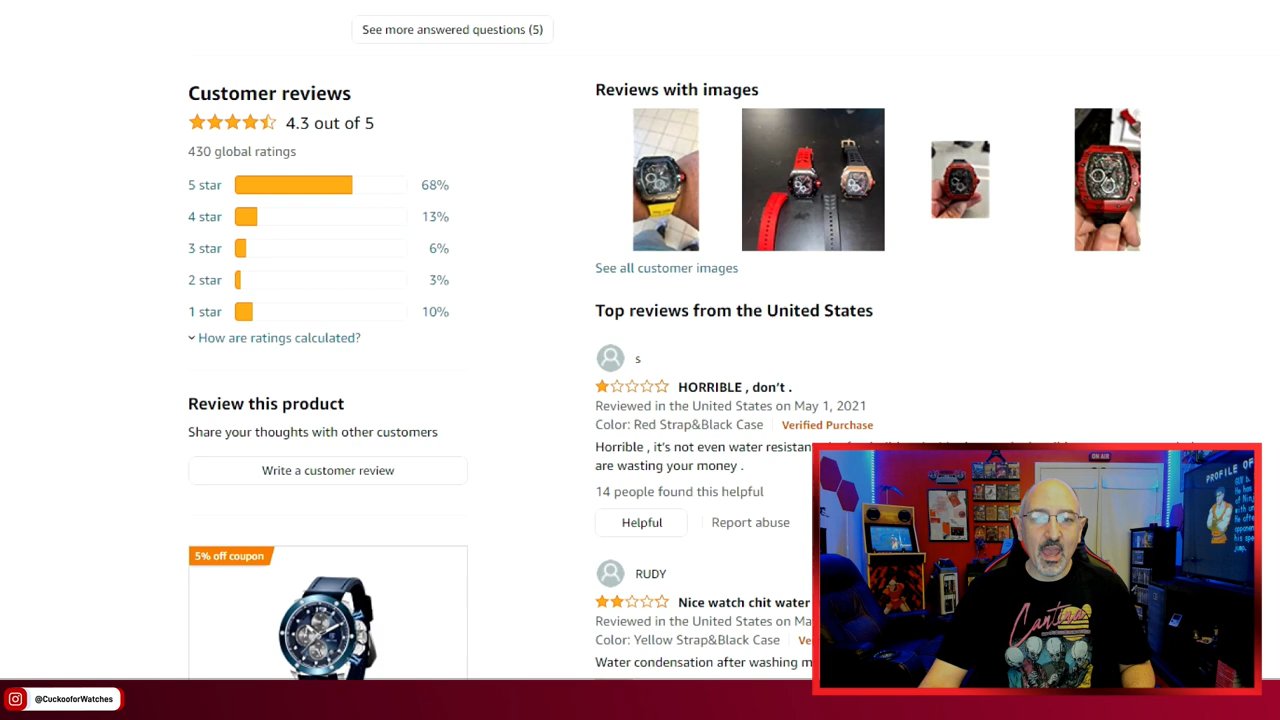 See more answered questions (5)
Customer reviews
4.3 out of 5
430 global ratings
5 star 68%
4 star 13%
3 star 6%
2 star 3%
1 star 10%
How are ratings calculated?
Review this product
Share your thoughts with other customers
Write a customer review
5% off coupon
Reviews with images
See all customer images
Top reviews from the United States
s
HORRIBLE , don't .
Reviewed in the United States on May 1, 2021
Color: Red Strap&Black Case Verified Purchase
Horrible , it's not even water resistan
are wasting your money .
14 people found this helpful
Helpful Report abuse
RUDY
Nice watch chit water
Reviewed in the United States on Ma
Color: Yellow Strap&Black Case Ve
Water condensation after washing m
ON AIR
PROFILE OF
Cantina
@CuckooforWatches